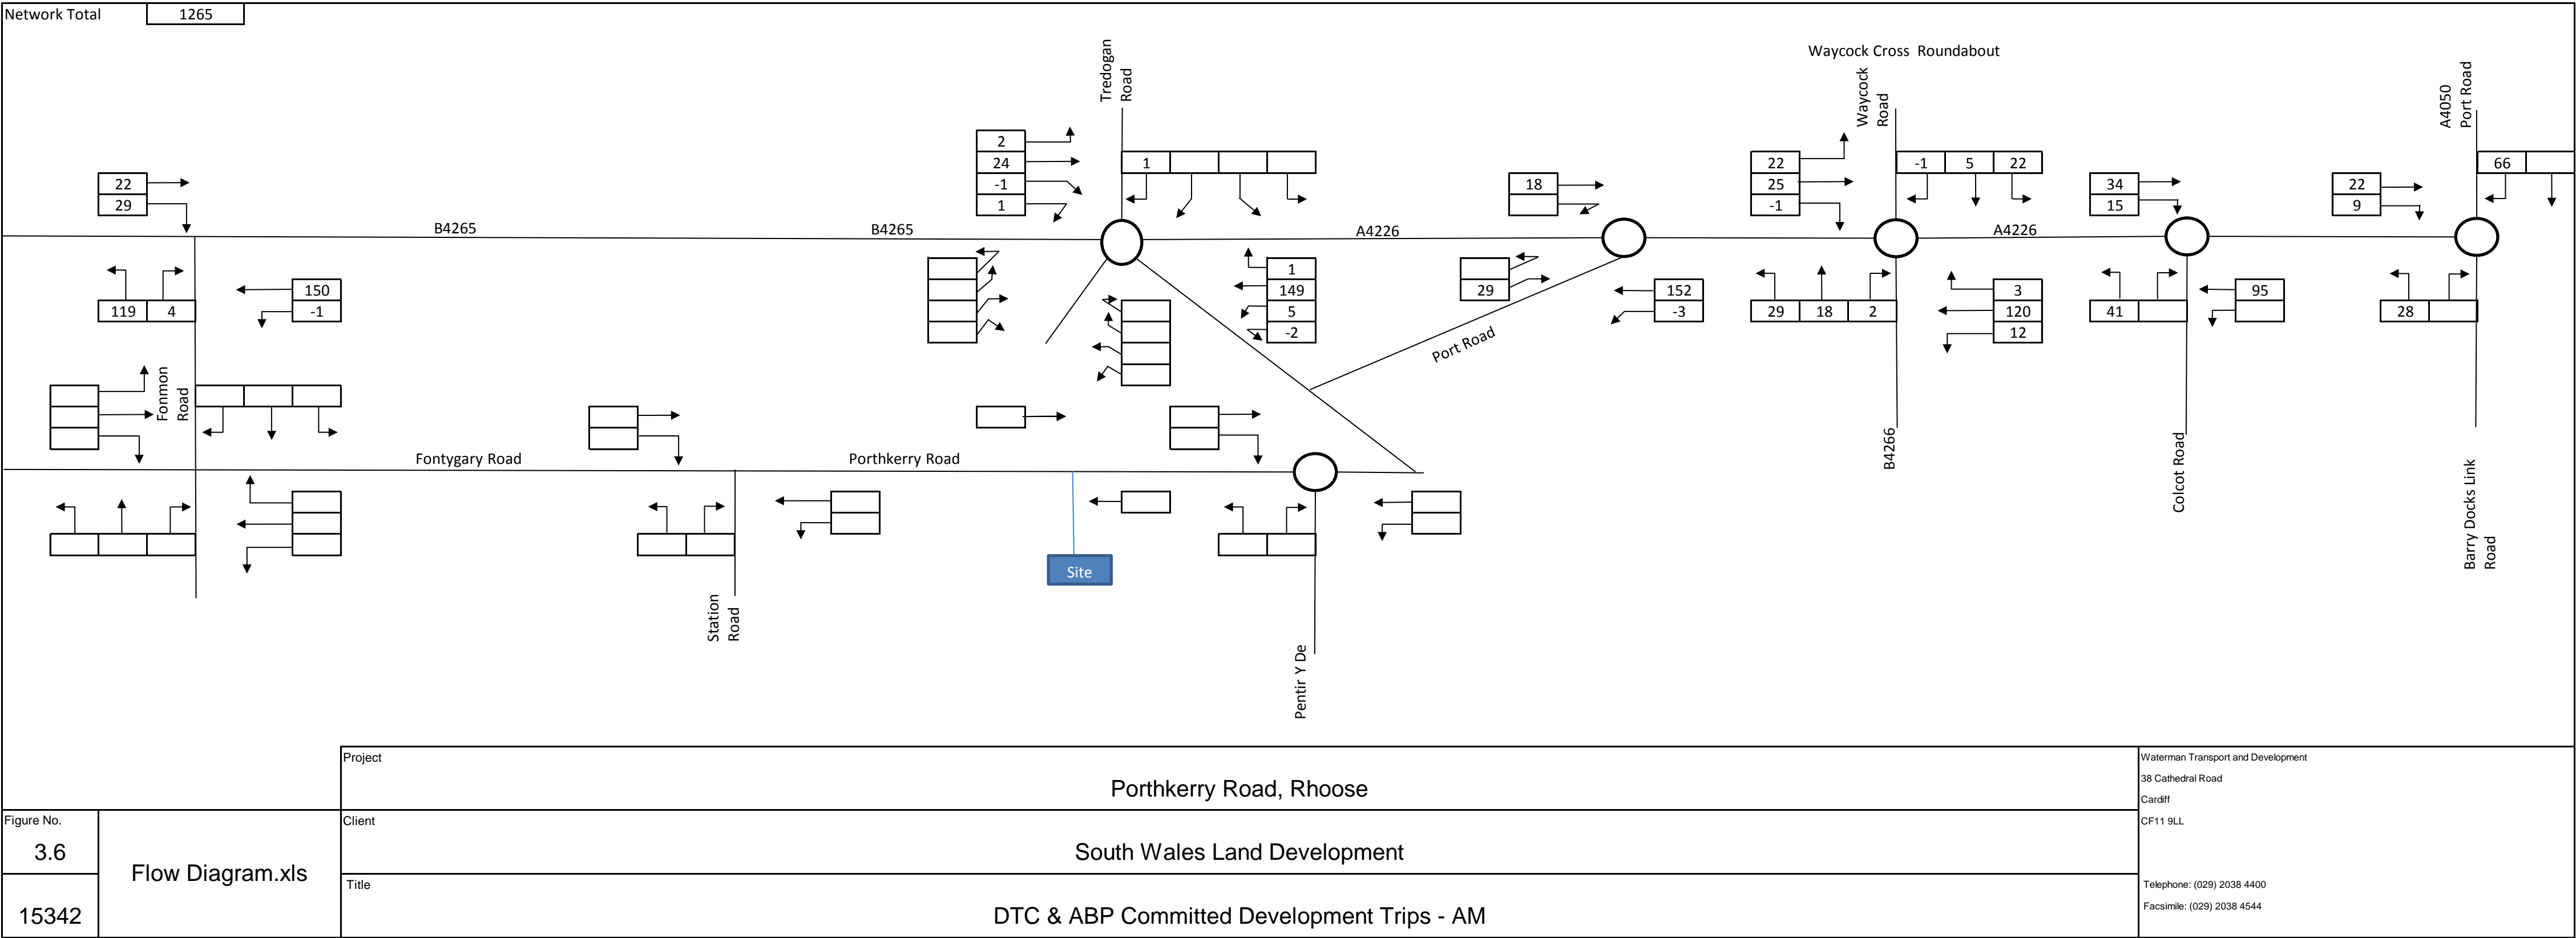 Network Total 1265
Waycock Cross Roundabout
Tredogan
Road
Waycock
Road
A4050
Port Road
2
24
-1
1
1
22
25
-1
-1 5 22
66
22
29
18
34
15
22
9
B4265
B4265
A4226
A4226
119 4
150
-1
1
149
5
-2
29
152
-3
29 18 2
3
120
12
41
95
28
Port Road
Fonmon
Road
Fontygary Road
Porthkerry Road
B4266
Colcot Road
Barry Docks Link
Road
Site
Station
Road
Pentir Y De
Project
Porthkerry Road, Rhoose
Waterman Transport and Development
38 Cathedral Road
Cardiff
CF11 9LL
Figure No.
3.6
Flow Diagram.xls
Client
South Wales Land Development
15342
Title
DTC & ABP Committed Development Trips - AM
Telephone: (029) 2038 4400
Facsimile: (029) 2038 4544